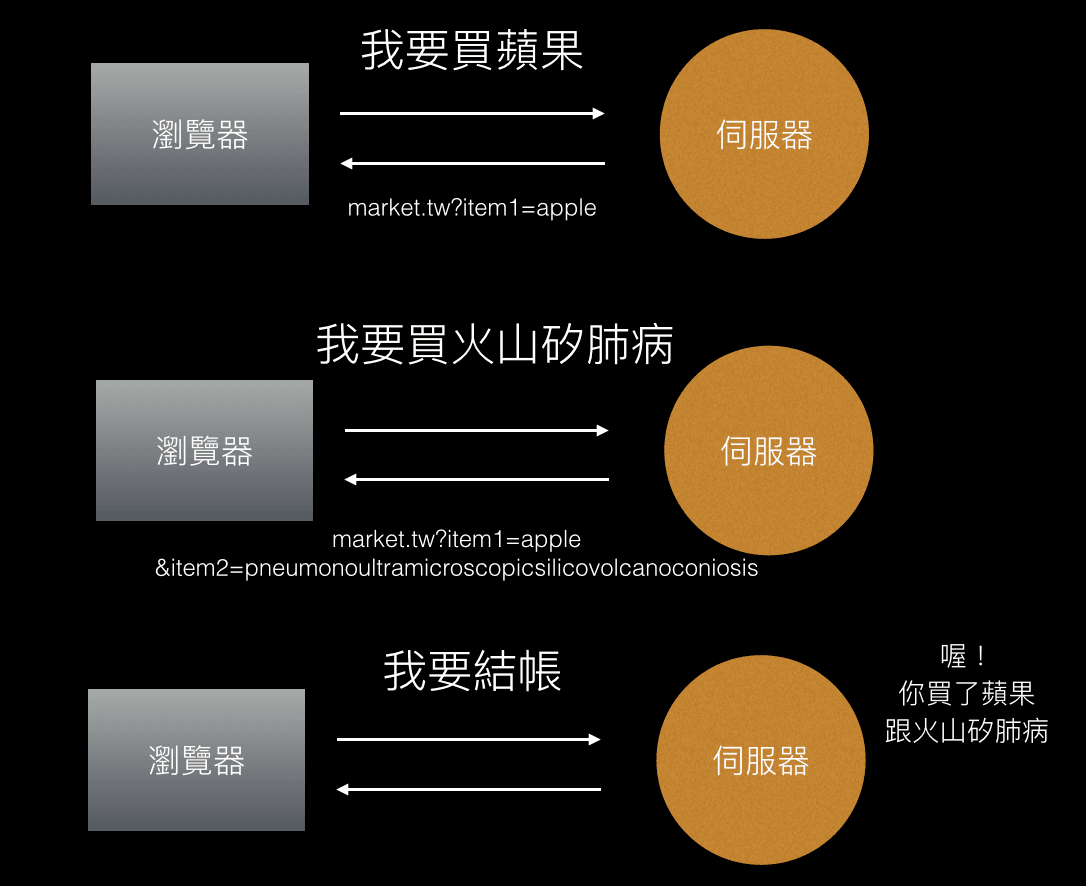 我要買蘋果
瀏覽器
伺服器
market.tw?item1=apple
我要買火山矽肺病
瀏覽器
伺服器
market.tw?item1=apple
&item2=pneumonoultramicroscopicsilicovolcanoconiosis
我要結帳
瀏覽器
伺服器
喔！
你買了蘋果
跟火山矽肺病